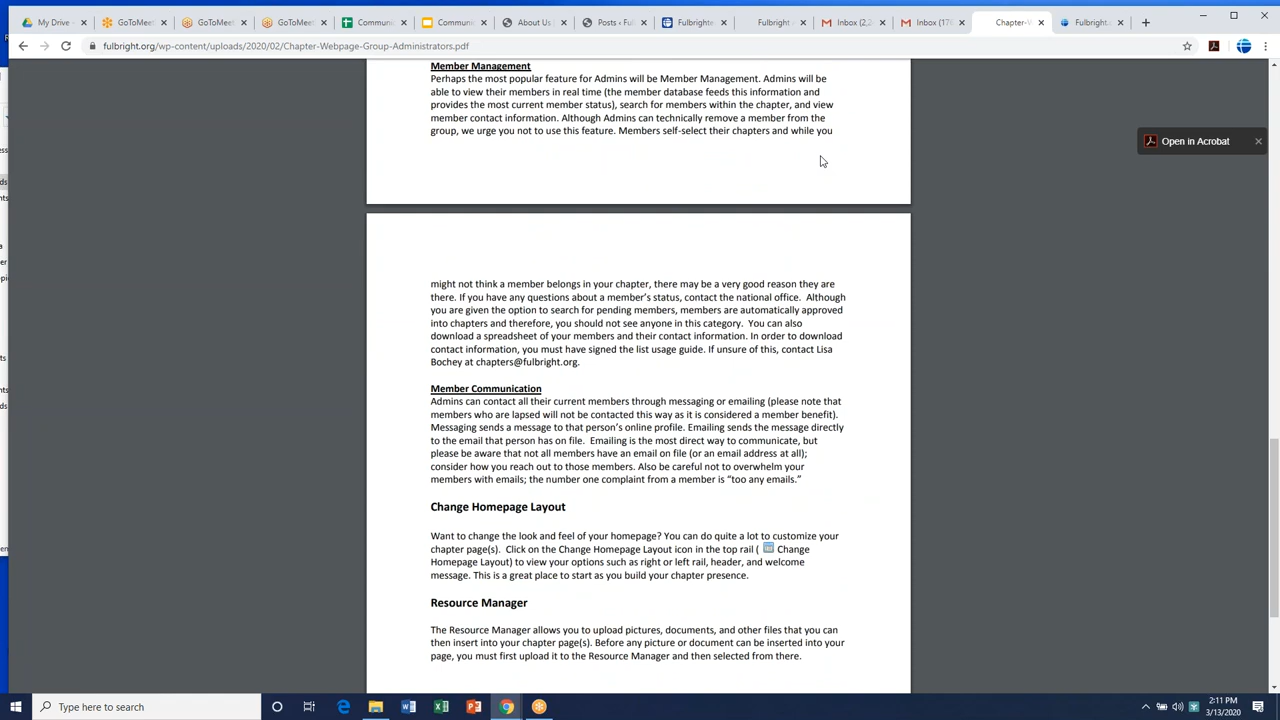 My Drive -
GoToMeet
GoToMeet
GoToMeet
Communic
Commun
About Us
Posts ‹ Ful
Fulbrighte
Fulbright
Inbox (2,2
Inbox (176
Chapter-W
Fulbright
fulbright.org/wp-content/uploads/2020/02/Chapter-Webpage-Group-Administrators.pdf
Open in Acrobat
Member Management
Perhaps the most popular feature for Admins will be Member Management. Admins will be
able to view their members in real time (the member database feeds this information and
provides the most current member status), search for members within the chapter, and view
member contact information. Although Admins can technically remove a member from the
group, we urge you not to use this feature. Members self-select their chapters and while you
might not think a member belongs in your chapter, there may be a very good reason they are
there. If you have any questions about a member's status, contact the national office. Although
you are given the option to search for pending members, members are automatically approved
into chapters and therefore, you should not see anyone in this category. You can also
download a spreadsheet of your members and their contact information. In order to download
contact information, you must have signed the list usage guide. If unsure of this, contact Lisa
Bochey at chapters@fulbright.org.
Member Communication
Admins can contact all their current members through messaging or emailing (please note that
members who are lapsed will not be contacted this way as it is considered a member benefit).
Messaging sends a message to that person's online profile. Emailing sends the message directly
to the email that person has on file. Emailing is the most direct way to communicate, but
please be aware that not all members have an email on file (or an email address at all);
consider how you reach out to those members. Also be careful not to overwhelm your
members with emails; the number one complaint from a member is "too any emails."
Change Homepage Layout
Want to change the look and feel of your homepage? You can do quite a lot to customize your
chapter page(s). Click on the Change Homepage Layout icon in the top rail ( Change
Homepage Layout) to view your options such as right or left rail, header, and welcome
message. This is a great place to start as you build your chapter presence.
Resource Manager
The Resource Manager allows you to upload pictures, documents, and other files that you can
then insert into your chapter page(s). Before any picture or document can be inserted into your
page, you must first upload it to the Resource Manager and then selected from there.
Type here to search
2:11 PM
3/13/2020